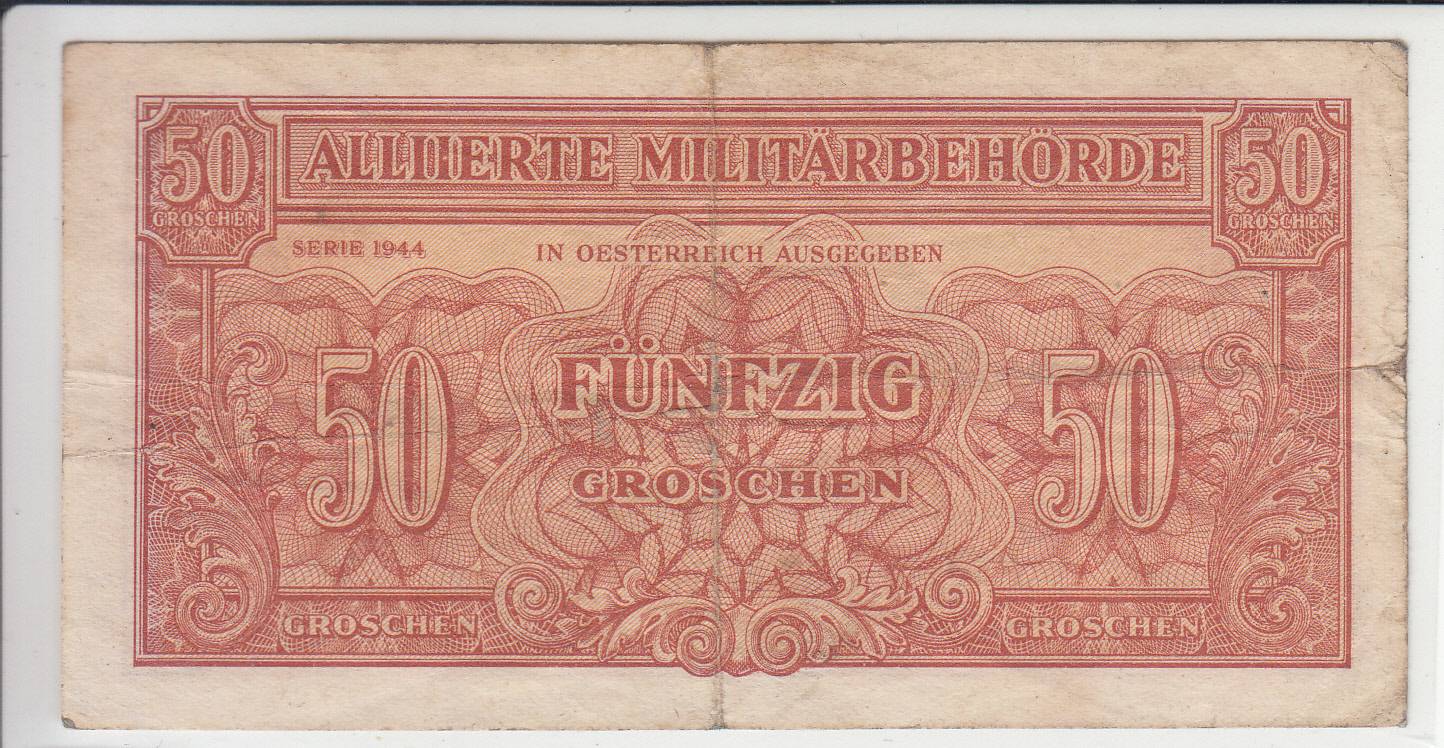 50 GROSCHEN
ALLIIERTE MILITÄRBEHÖRDE
50 GROSCHEN
SERIE 1944
IN OESTERREICH AUSGEGEBEN
50
FÜNFZIG
GROSCHEN
50
GROSCHEN
GROSCHEN